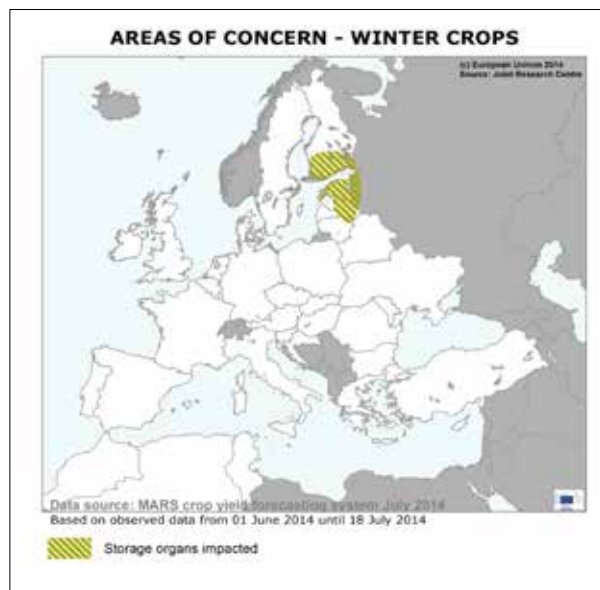 AREAS OF CONCERN - WINTER CROPS
(c) European Union 2014
Source: Joint Research Centre
Data source: MARS crop yield forecasting system July 2014
Based on observed data from 01 June 2014 until 18 July 2014
Storage organs impacted